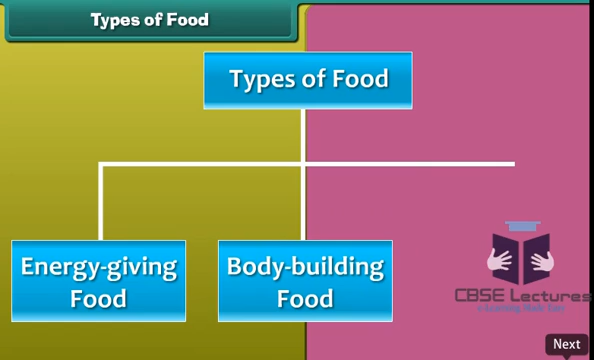 Types of Food
Types of Food
Energy-giving
Food
Body-building
Food
CBSE Lectures
Next